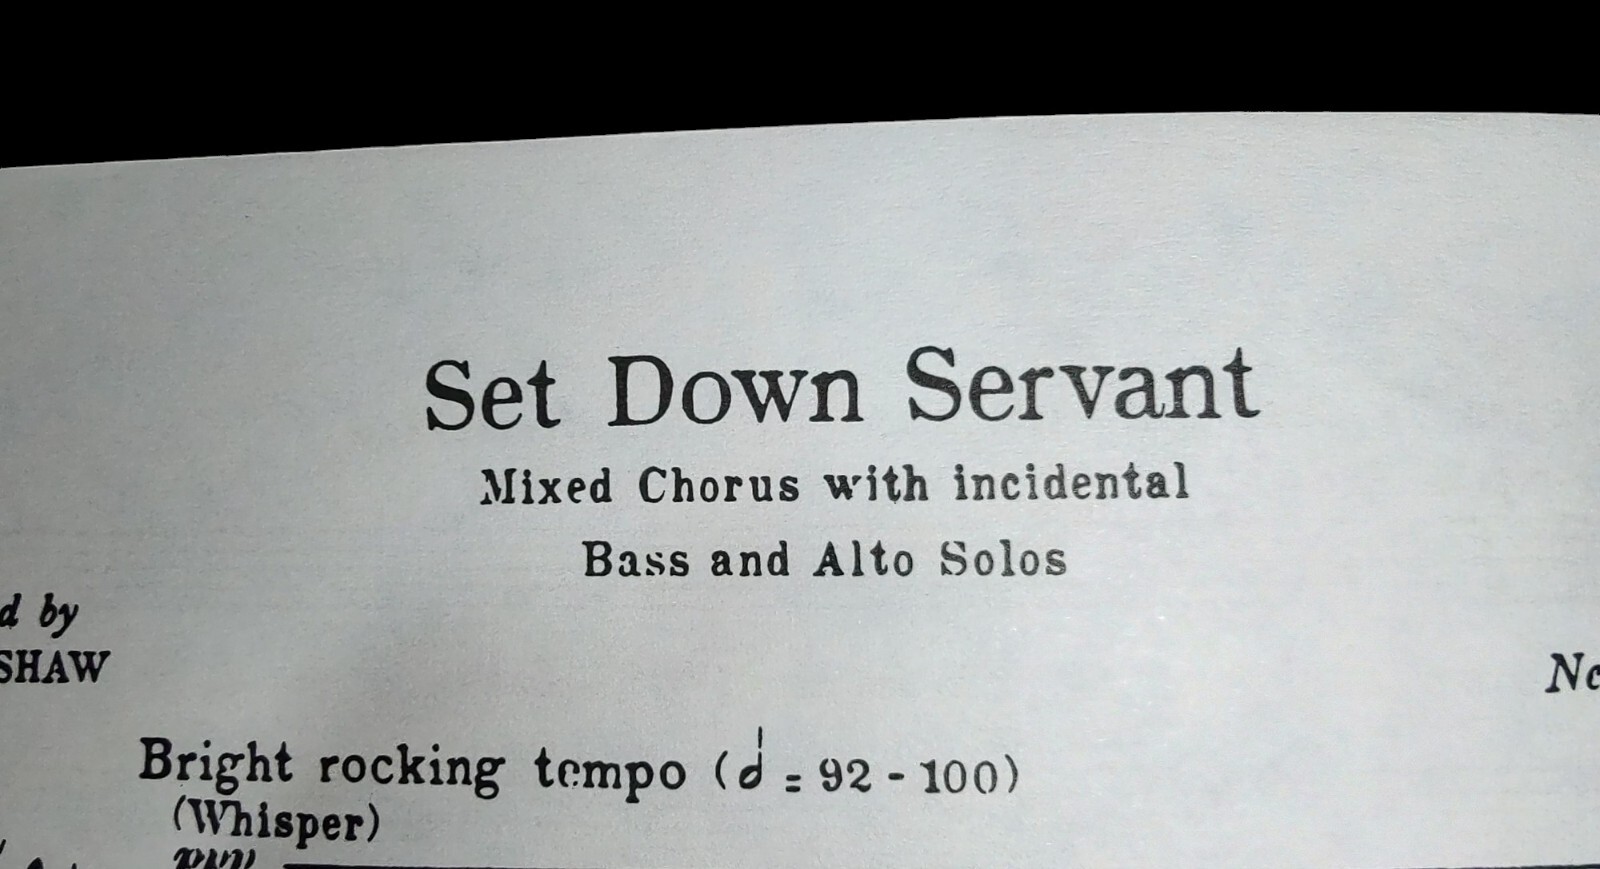 Set Down Servant
Mixed Chorus with incidental
Bass and Alto Solos
by
SHAW
Bright rocking tempo (𝅗𝅥 = 92 - 100)
(Whisper)